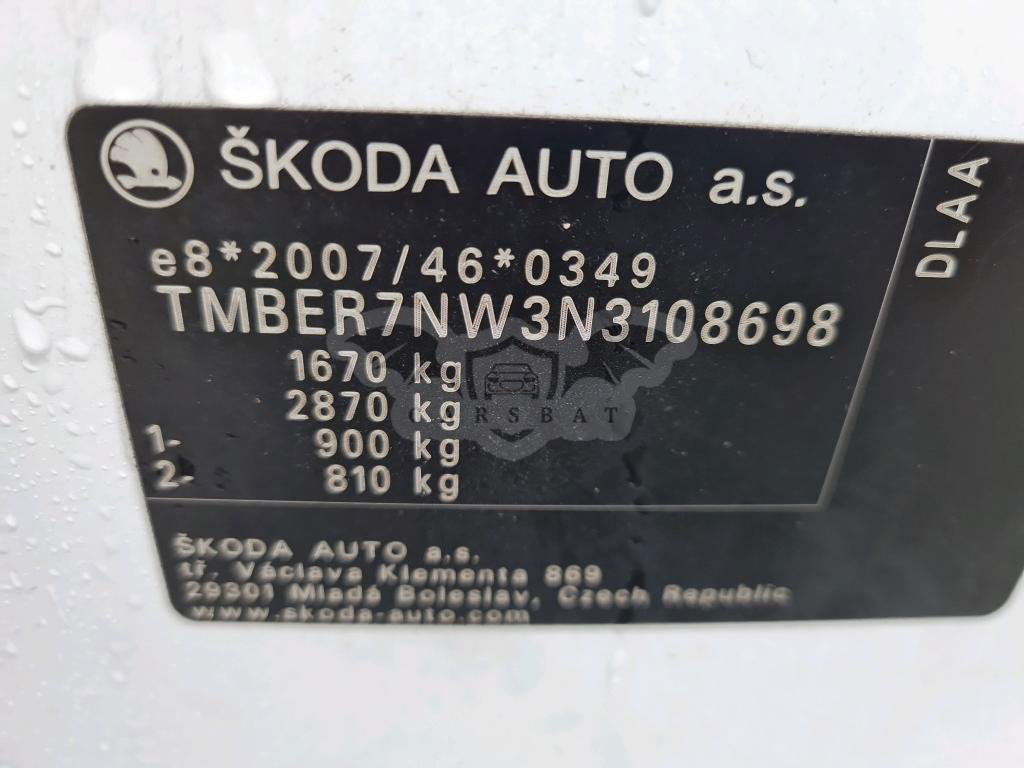 ŠKODA AUTO a.s.
DLAA
e8*2007/46*0349
TMBER7NW3N3108698
1670 kg
2870 kg
1- 900 kg
2- 810 kg
ŠKODA AUTO a.s.
tř. Václava Klementa 869
29301 Mladá Boleslav, Czech Republic
www.skoda-auto.com
CARSBAT